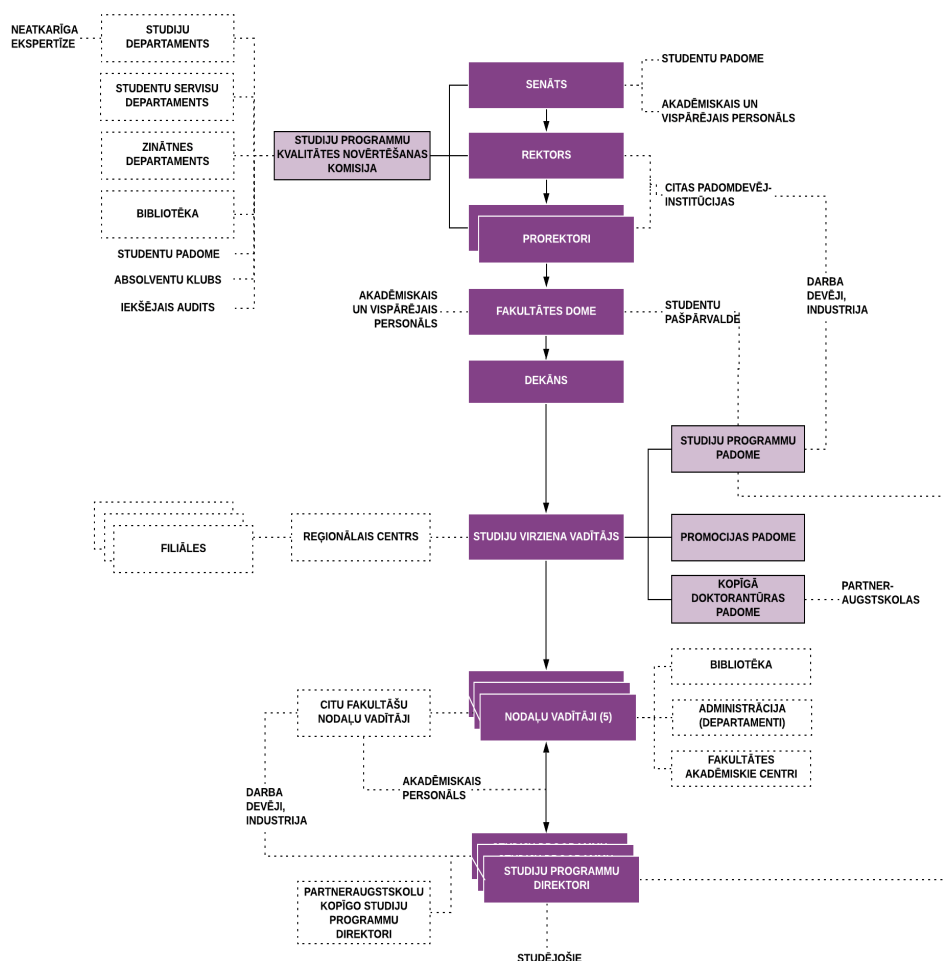 NEATKARĪGA
EKSPERTĪZE
STUDIJU
DEPARTAMENTS
STUDENTU SERVISU
DEPARTAMENTS
ZINĀTNES
DEPARTAMENTS
BIBLIOTĒKA
STUDENTU PADOME
ABSOLVENTU KLUBS
IEKŠĒJAIS AUDITS
STUDIJU PROGRAMMU
KVALITĀTES NOVĒRTĒŠANAS
KOMISIJA
SENĀTS
STUDENTU PADOME
AKADĒMISKAIS UN
VISPĀRĒJAIS PERSONĀLS
REKTORS
CITAS PADOMDEVĒJ-
INSTITŪCIJAS
PROREKTORI
DARBA
DEVĒJI,
INDUSTRIJA
AKADĒMISKAIS
UN VISPĀRĒJAIS
PERSONĀLS
FAKULTĀTES DOME
STUDENTU
PAŠPĀRVALDE
DEKĀNS
STUDIJU PROGRAMMU
PADOME
FILIĀLES
REĢIONĀLAIS CENTRS
STUDIJU VIRZIENA VADĪTĀJS
PROMOCIJAS PADOME
KOPĪGĀ
DOKTORANTŪRAS
PADOME
PARTNER-
AUGSTSKOLAS
CITU FAKULTĀŠU
NODAĻU VADĪTĀJI
NODAĻU VADĪTĀJI (5)
BIBLIOTĒKA
ADMINISTRĀCIJA
(DEPARTAMENTI)
FAKULTĀTES
AKADĒMISKIE CENTRI
AKADĒMISKAIS
PERSONĀLS
DARBA
DEVĒJI,
INDUSTRIJA
STUDIJU PROGRAMMU
DIREKTORI
PARTNERAUGSTSKOLU
KOPĪGO STUDIJU
PROGRAMMU
DIREKTORI
STUDĒJOŠIE